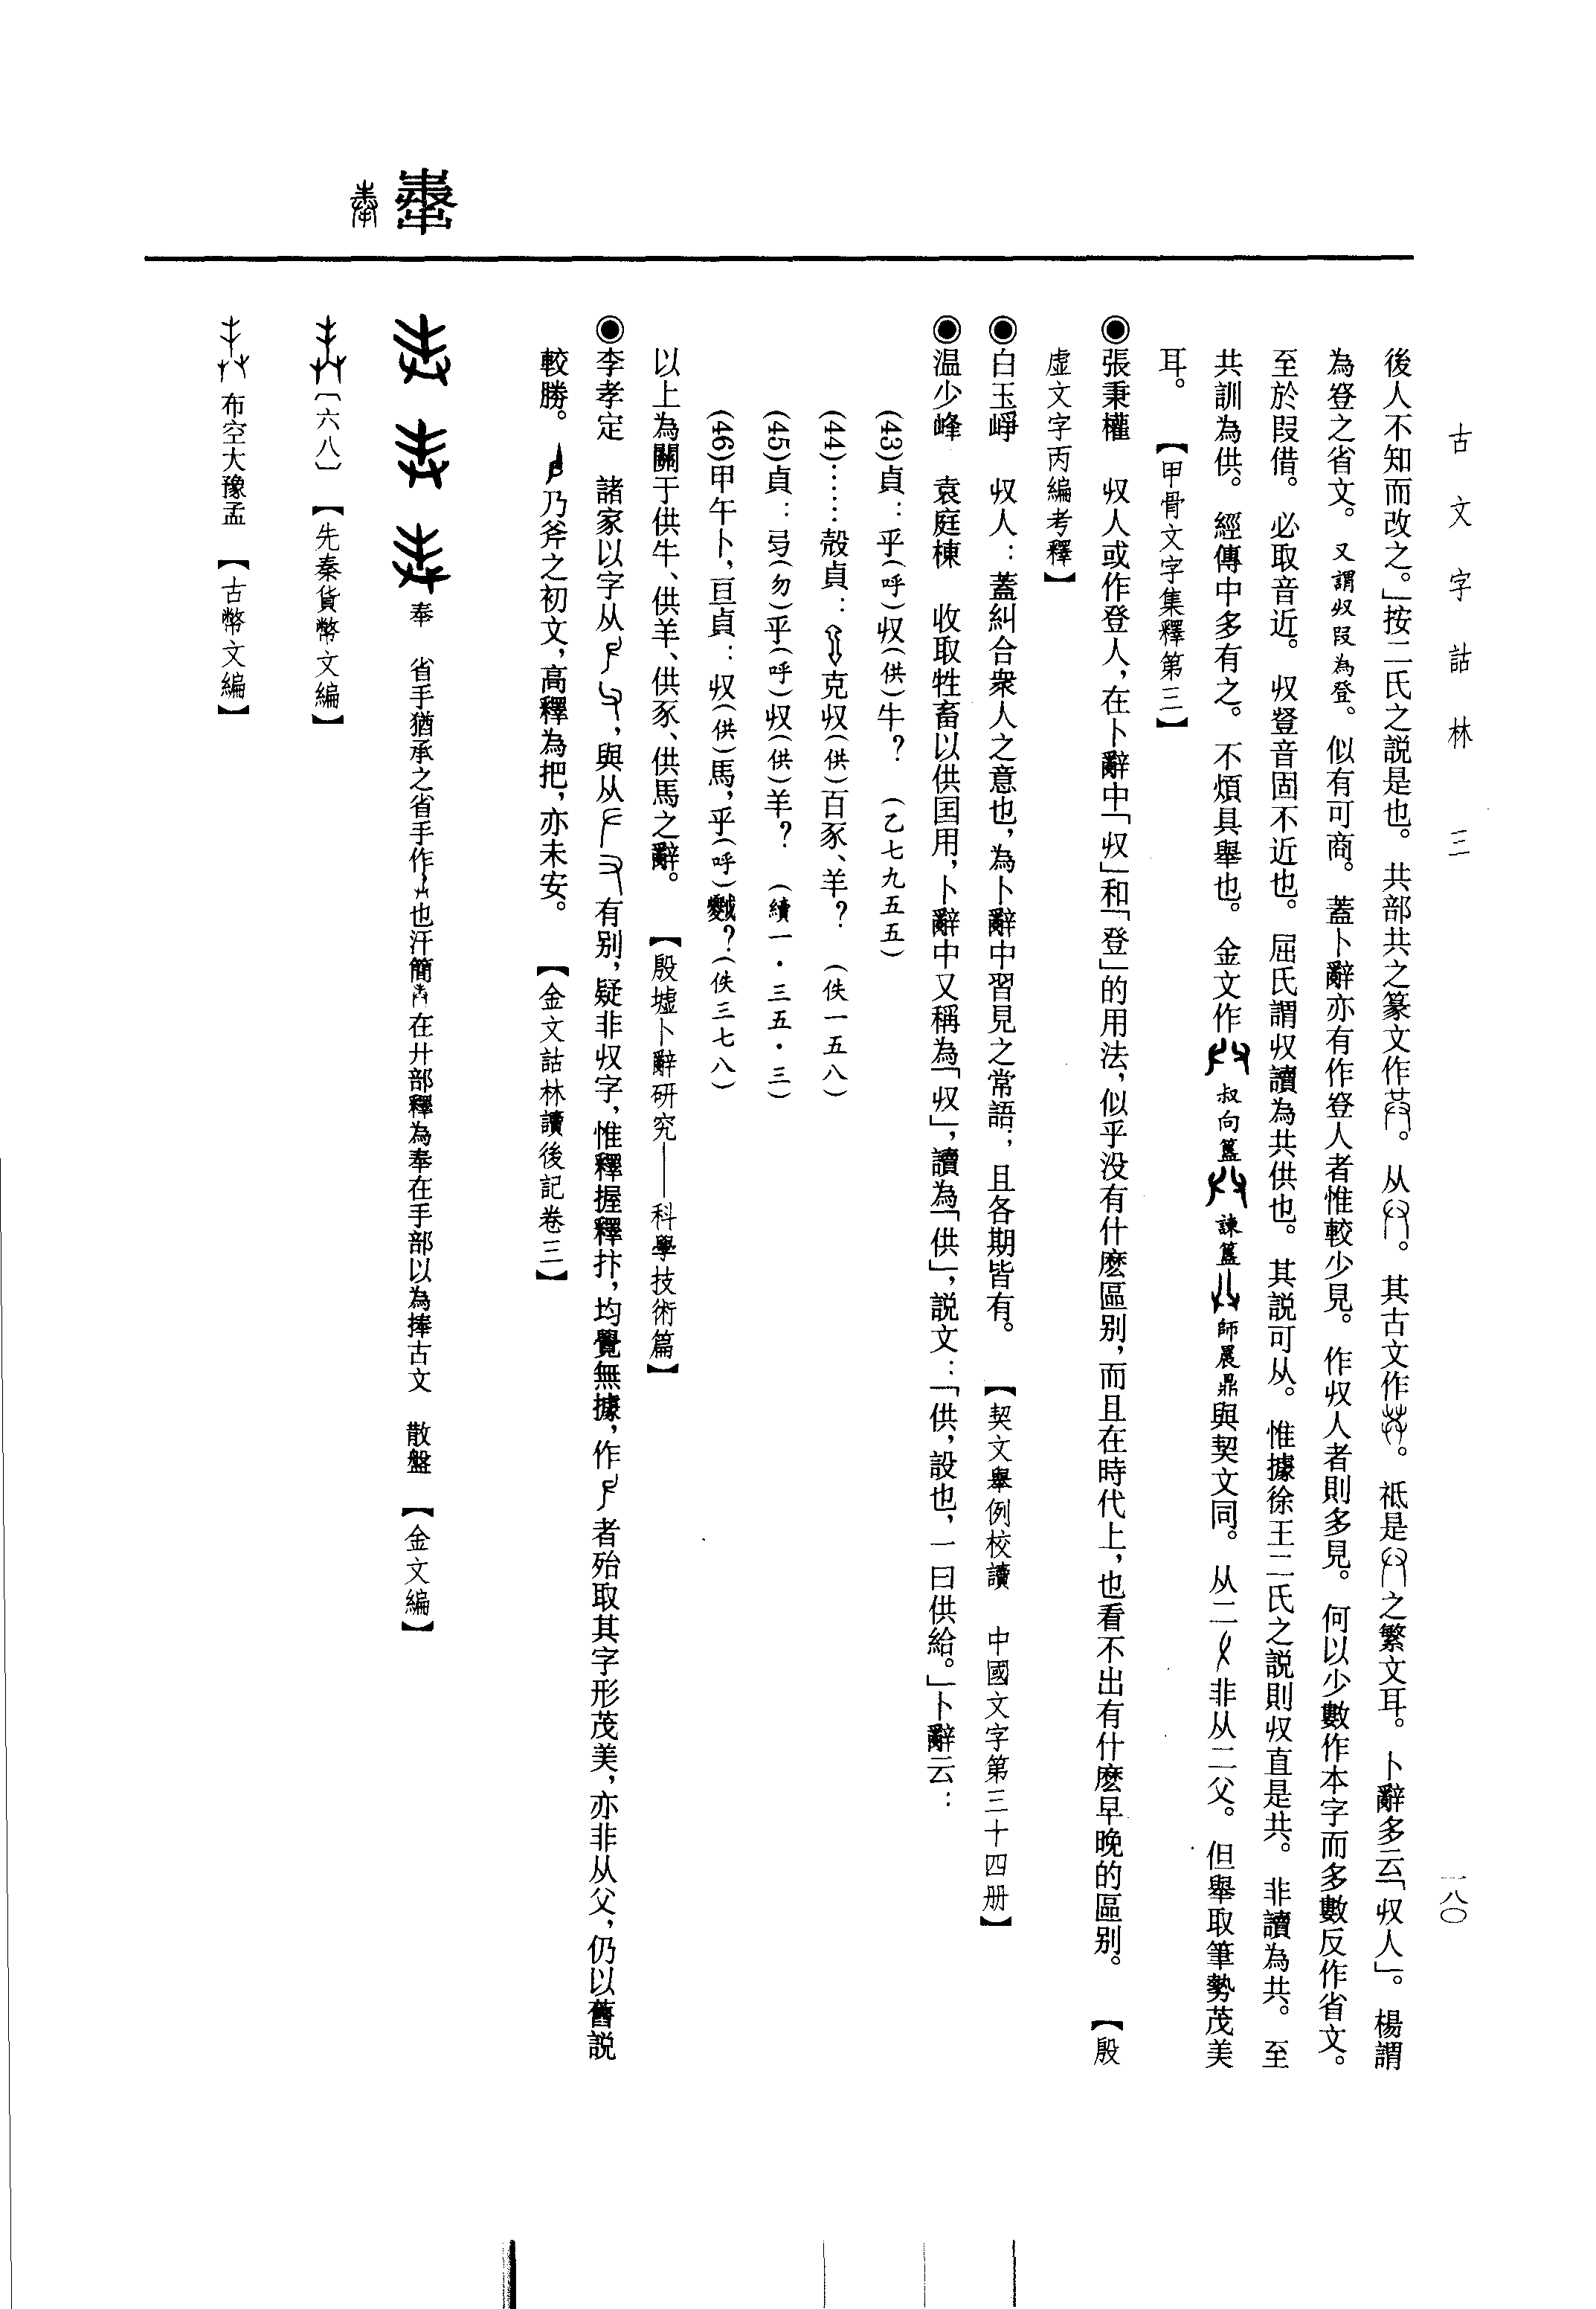 古文字詁林 三
一八〇
後人不知而改之。」按二氏之説是也。共部共之篆文作。从。其古文作。祇是之繁文耳。卜辭多云「収人」。楊謂
為登之省文。又謂収叚為登。似有可商。蓋卜辭亦有作登人者惟較少見。作収人者則多見。何以少數作本字而多數反作省文。
至於叚借。必取音近。収登音固不近也。屈氏謂収讀為共供也。其説可从。惟據徐王二氏之説則収直是共。非讀為共。至
共訓為供。經傳中多有之。不煩具舉也。金文作 叔向簋 諫簋 師晨鼎與契文同。从二 非从二父。但舉取筆勢茂美
耳。 【甲骨文字集釋第三】
◉張秉權 収人或作登人,在卜辭中「収」和「登」的用法,似乎没有什麽區别,而且在時代上,也看不出有什麽早晚的區别。 【殷
虚文字丙編考釋】
◉白玉崢 収人:蓋糾合衆人之意也,為卜辭中習見之常語;且各期皆有。 【契文舉例校讀 中國文字第三十四册】
◉温少峰 袁庭棟 收取牲畜以供国用,卜辭中又稱為「収」,讀為「供」,説文:「供,設也,一曰供給。」卜辭云:
(43)貞:乎(呼)収(供)牛? (乙七九五五)
(44)……殻貞: 克収(供)百豕、羊? (佚一五八)
(45)貞:弜(勿)乎(呼)収(供)羊? (續一·三五·三)
(46)甲午卜,亘貞:収(供)馬,乎(呼) ?(佚三七八)
以上為關于供牛、供羊、供豕、供馬之辭。 【殷墟卜辭研究——科學技術篇】
◉李孝定 諸家以字从 ,與从 有别,疑非収字,惟釋握釋抃,均覺無據,作 者殆取其字形茂美,亦非从父,仍以舊説
較勝。 乃斧之初文,高釋為把,亦未安。 【金文詁林讀後記卷三】
奉
奉 省手猶承之省手作 也汗簡 在廾部釋為奉在手部以為捧古文 散盤 【金文編】
〔六八〕【先秦貨幣文編】
布空大豫孟 【古幣文編】